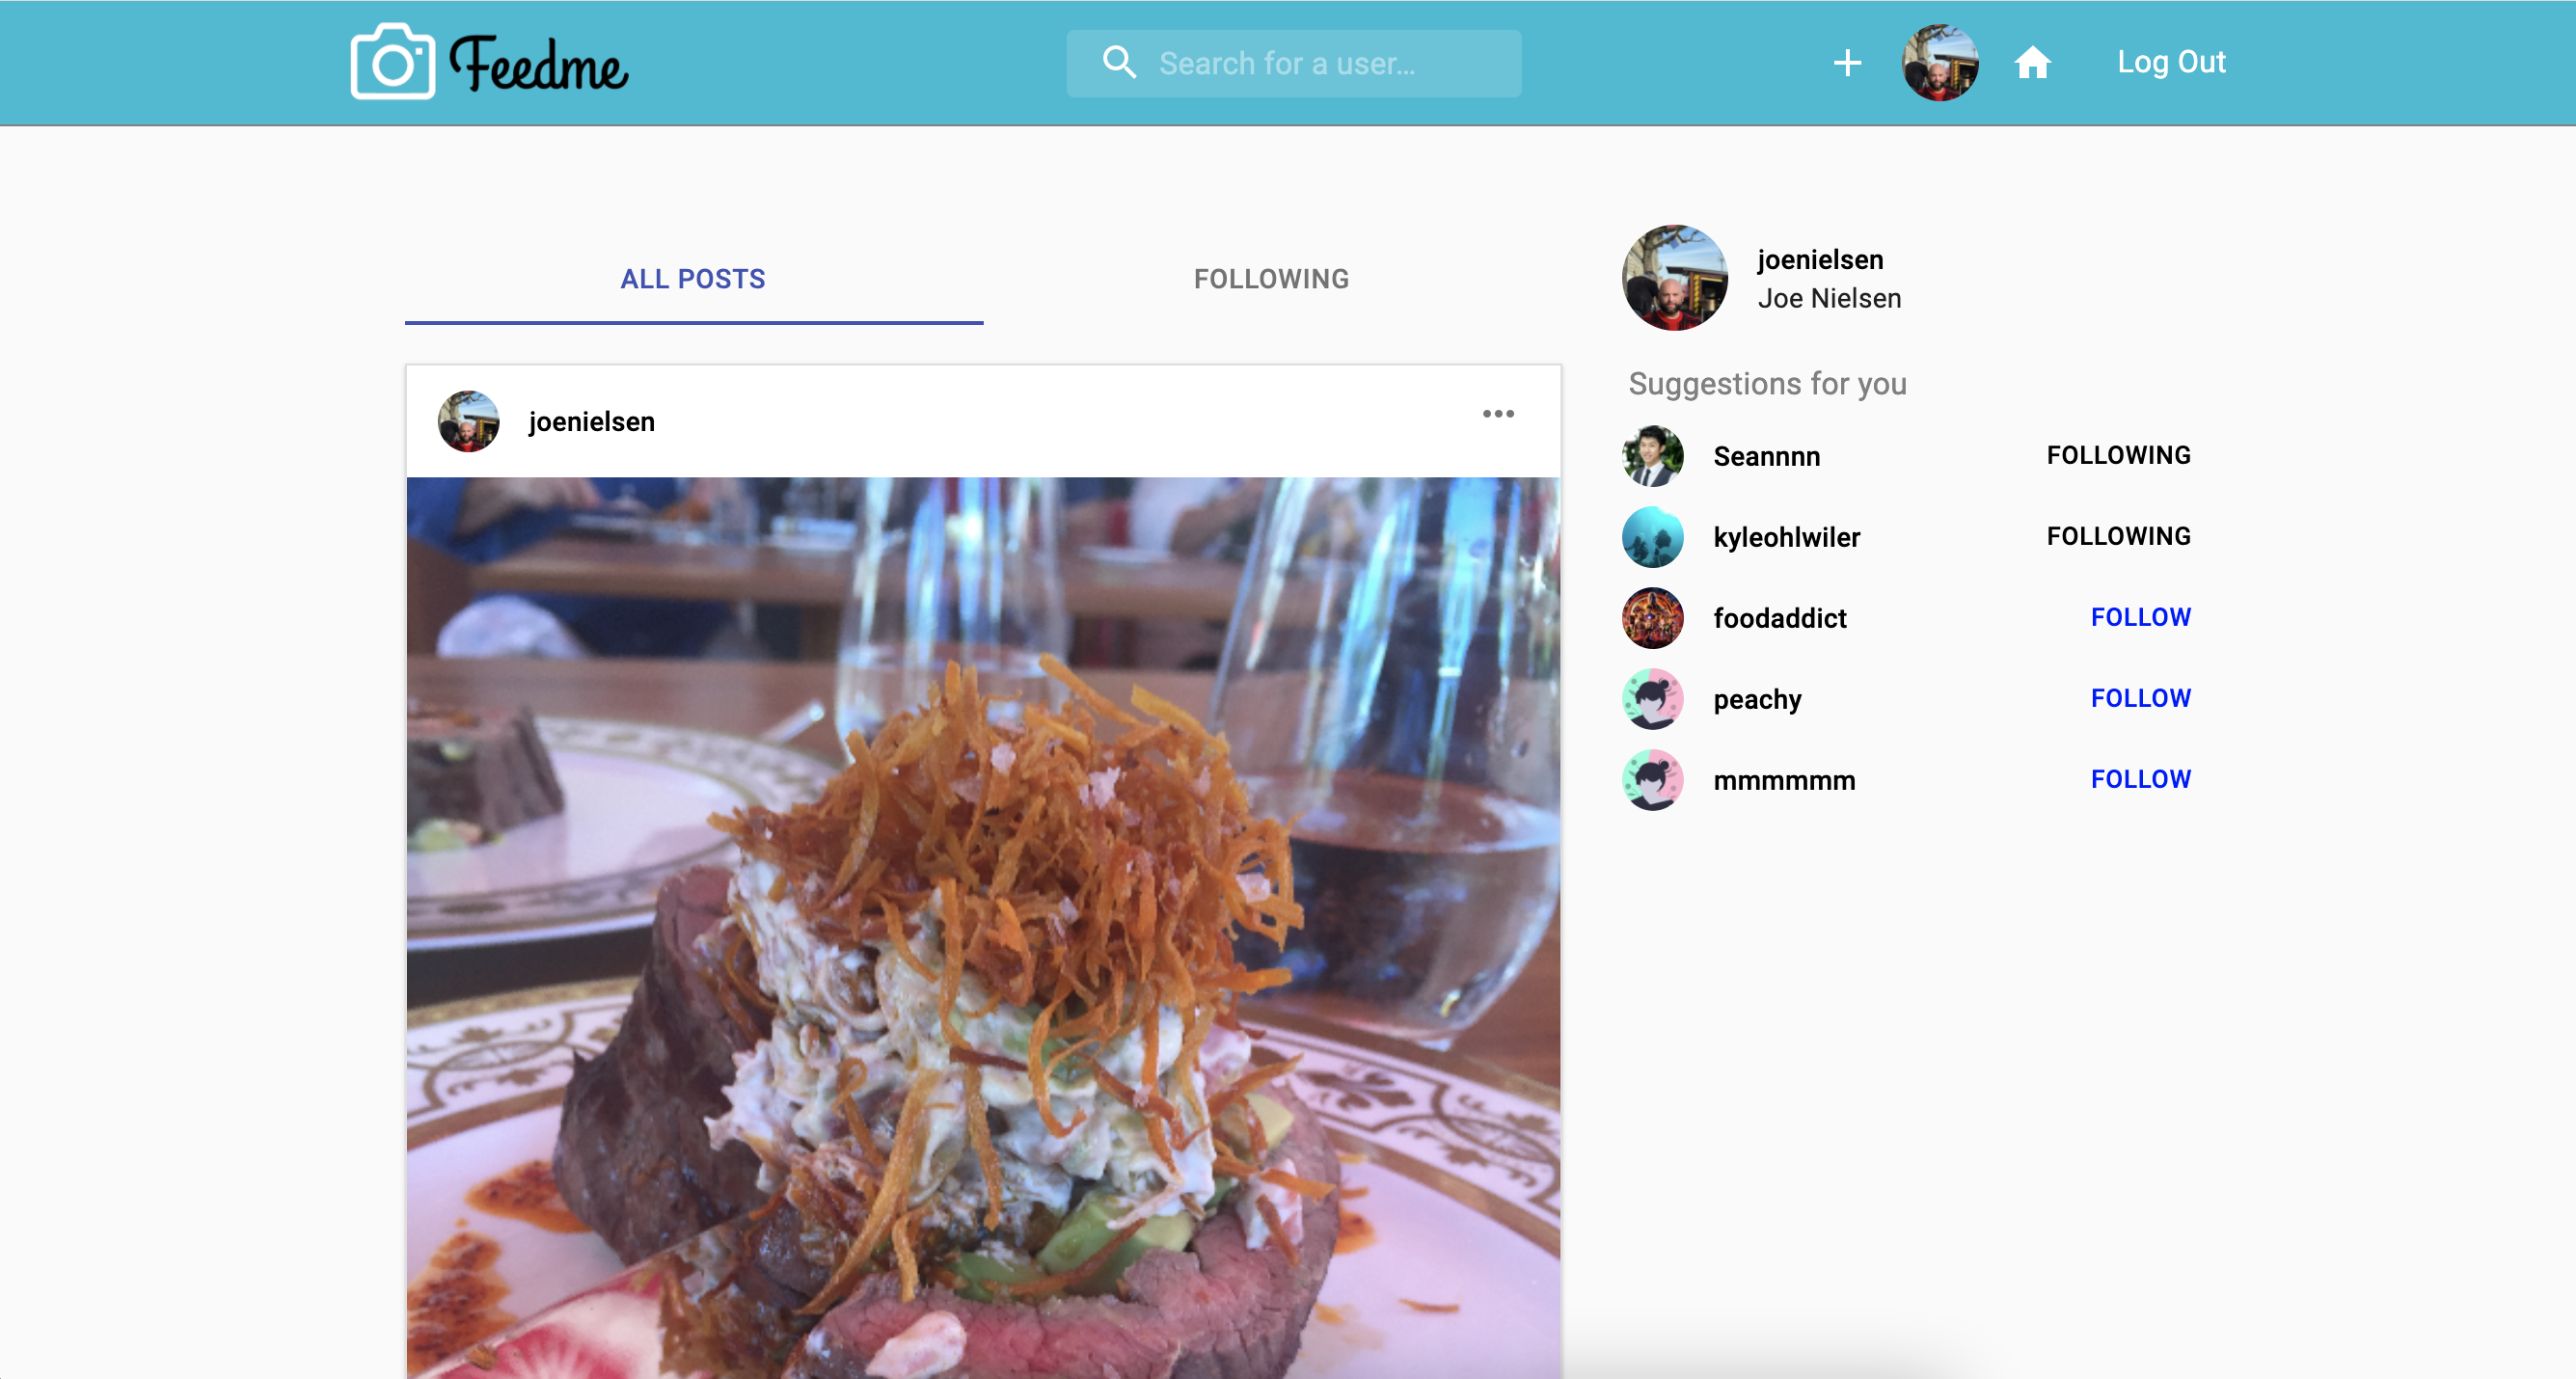 Feedme
Search for a user...
Log Out
ALL POSTS
FOLLOWING
joenielsen
joenielsen
Joe Nielsen
Suggestions for you
Seannnn
FOLLOWING
kyleohlwiler
FOLLOWING
foodaddict
FOLLOW
peachy
FOLLOW
mmmmmm
FOLLOW